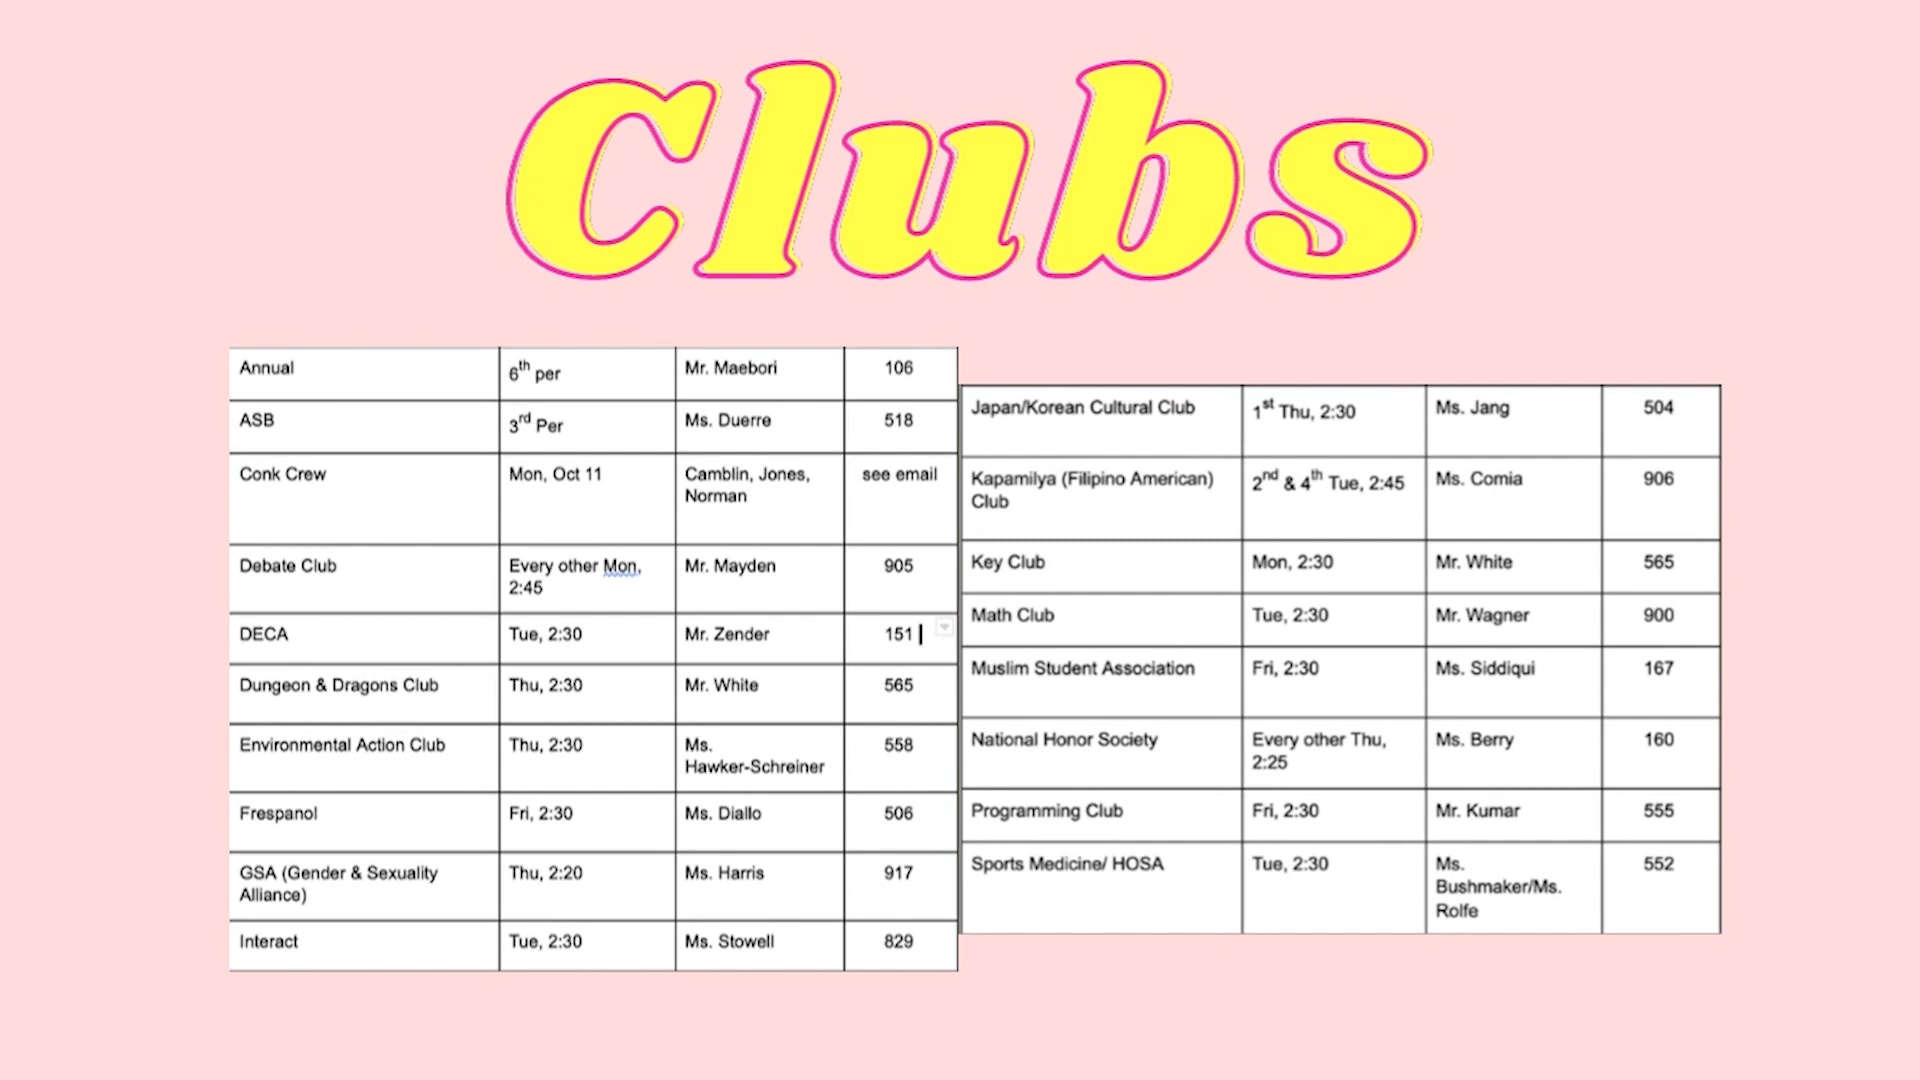 Clubs
Annual 6th per Mr. Maebori 106
ASB 3rd Per Ms. Duerre 518
Conk Crew Mon, Oct 11 Camblin, Jones, see email
Norman
Debate Club Every other Mon, Mr. Mayden 905
2:45
DECA Tue, 2:30 Mr. Zender 151
Dungeon & Dragons Club Thu, 2:30 Mr. White 565
Environmental Action Club Thu, 2:30 Ms. 558
Hawker-Schreiner
Frespanol Fri, 2:30 Ms. Diallo 506
GSA (Gender & Sexuality Thu, 2:20 Ms. Harris 917
Alliance)
Interact Tue, 2:30 Ms. Stowell 829
Japan/Korean Cultural Club 1st Thu, 2:30 Ms. Jang 504
Kapamilya (Filipino American) 2nd & 4th Tue, 2:45 Ms. Comia 906
Club
Key Club Mon, 2:30 Mr. White 565
Math Club Tue, 2:30 Mr. Wagner 900
Muslim Student Association Fri, 2:30 Ms. Siddiqui 167
National Honor Society Every other Thu, Ms. Berry 160
2:25
Programming Club Fri, 2:30 Mr. Kumar 555
Sports Medicine/ HOSA Tue, 2:30 Ms. 552
Bushmaker/Ms.
Rolfe